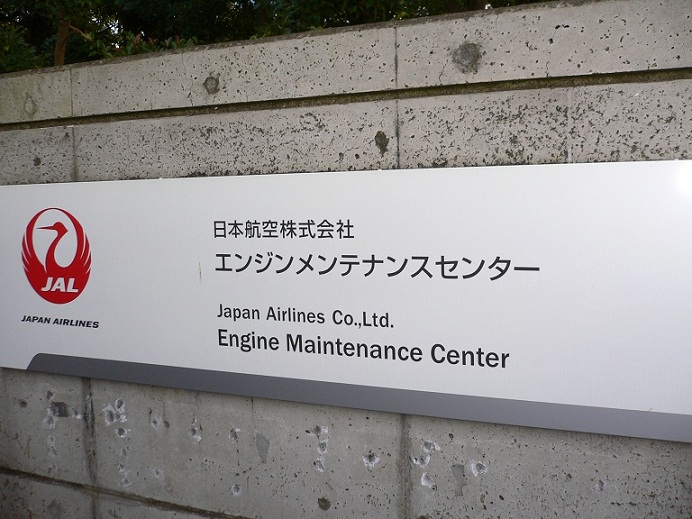 JAL
JAPAN AIRLINES
日本航空株式会社
エンジンメンテナンスセンター
Japan Airlines Co.,Ltd.
Engine Maintenance Center